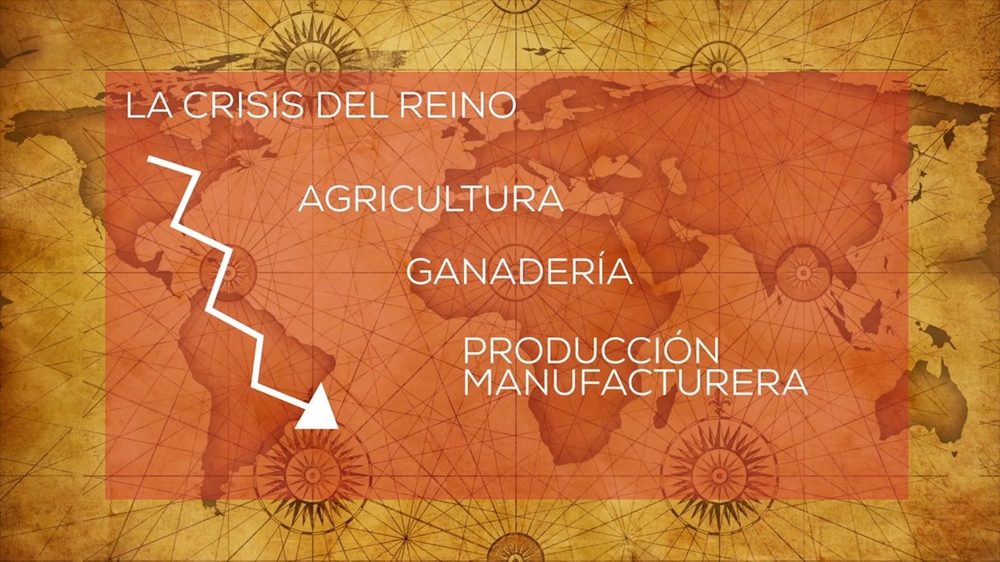 LA CRISIS DEL REINO
AGRICULTURA
GANADERÍA
PRODUCCIÓN
MANUFACTURERA